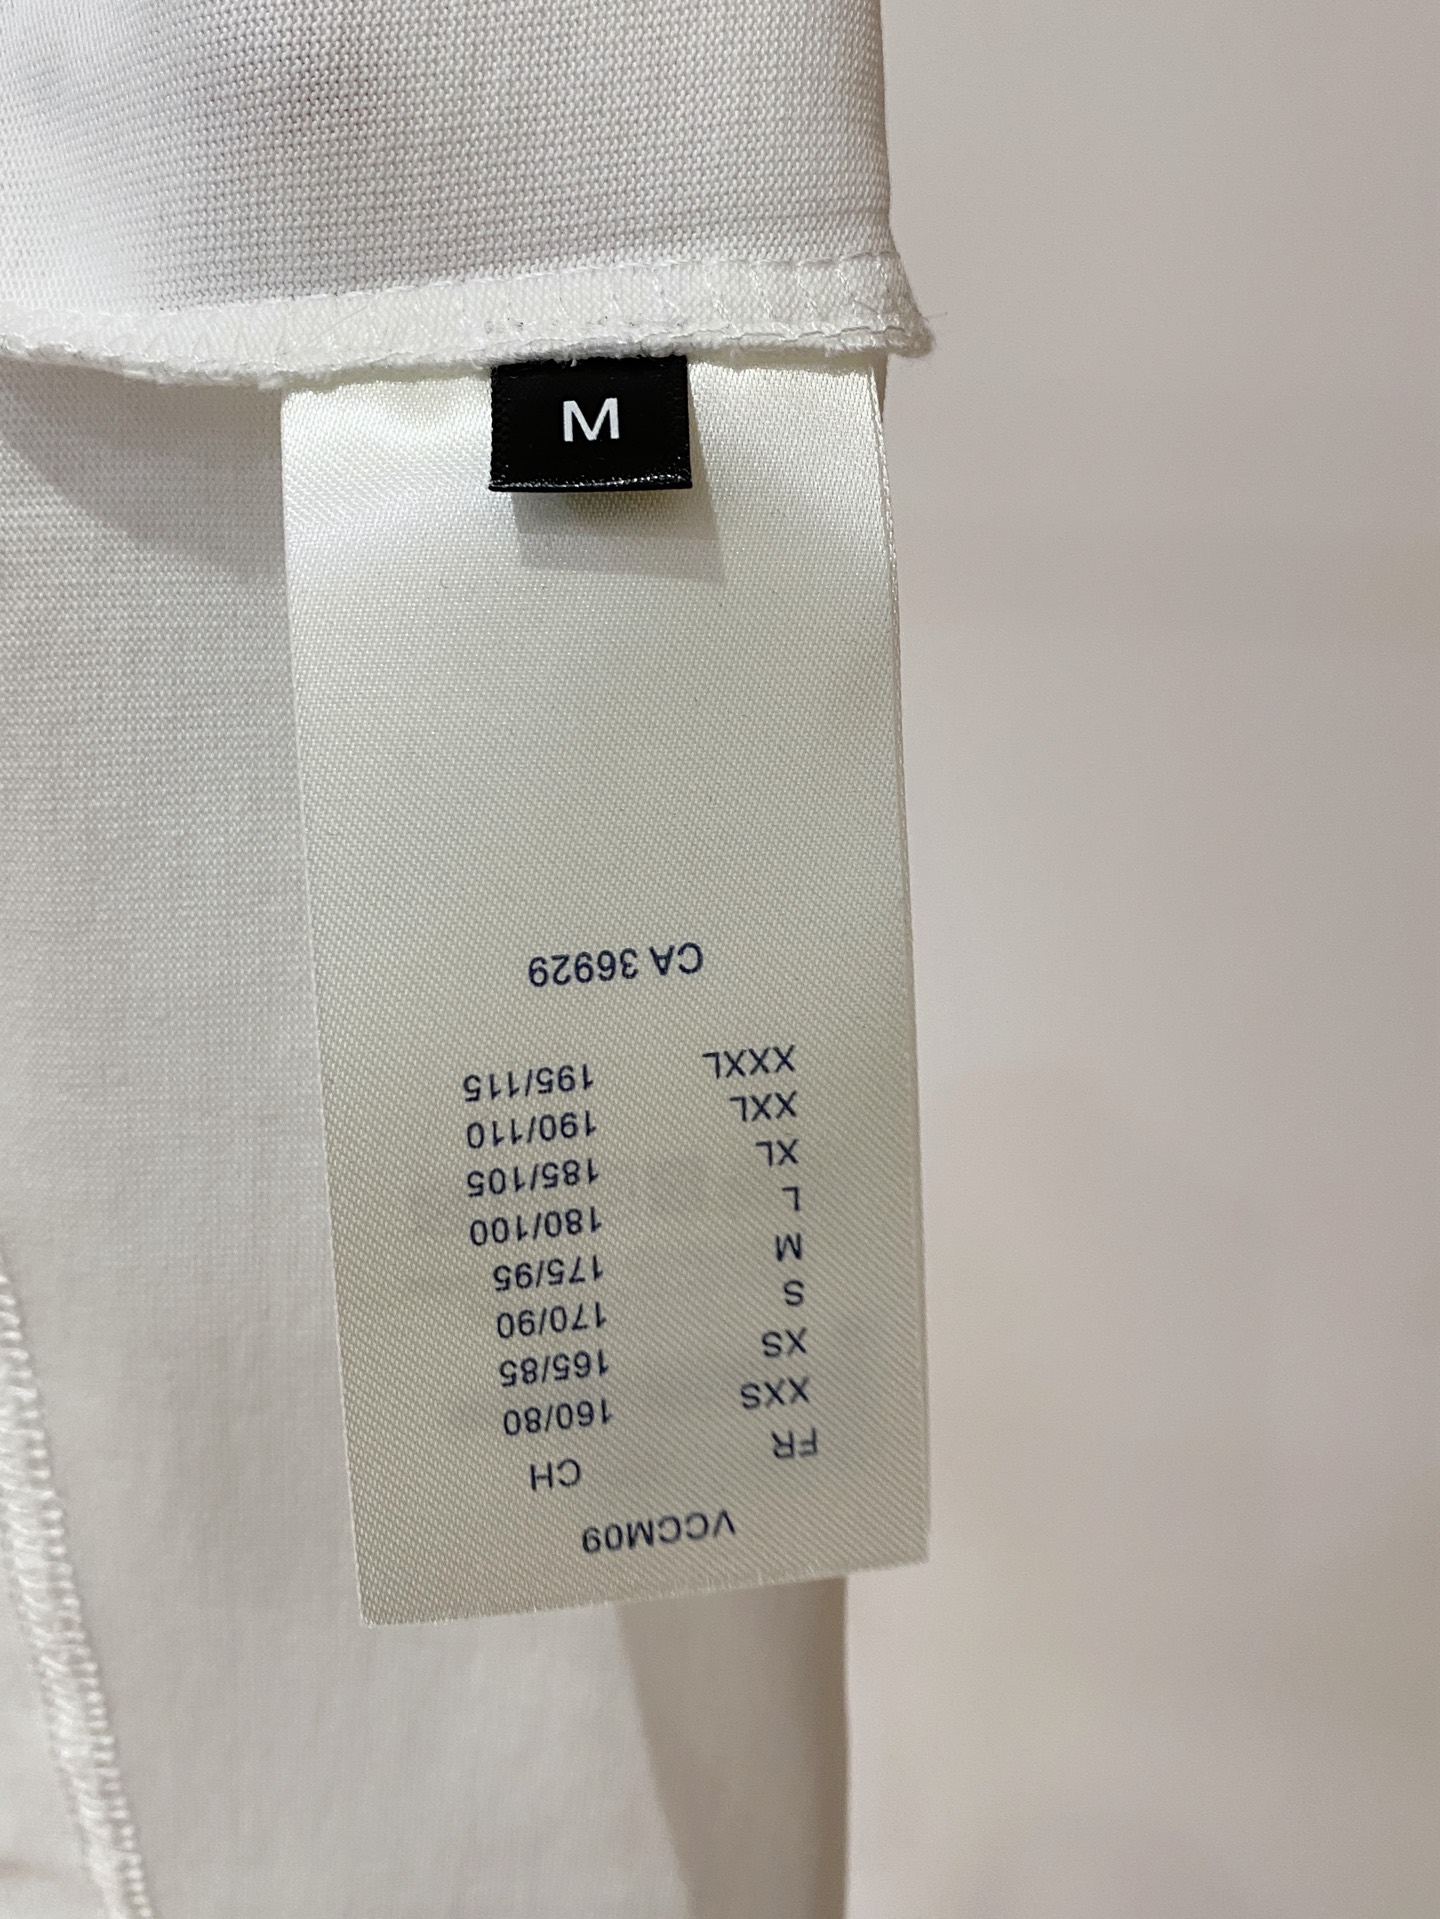 M
VCCM09
FR CH
XXS 160/80
XS 165/85
S 170/90
M 175/95
L 180/100
XL 185/105
XXL 190/110
XXXL 195/115
CA 36929